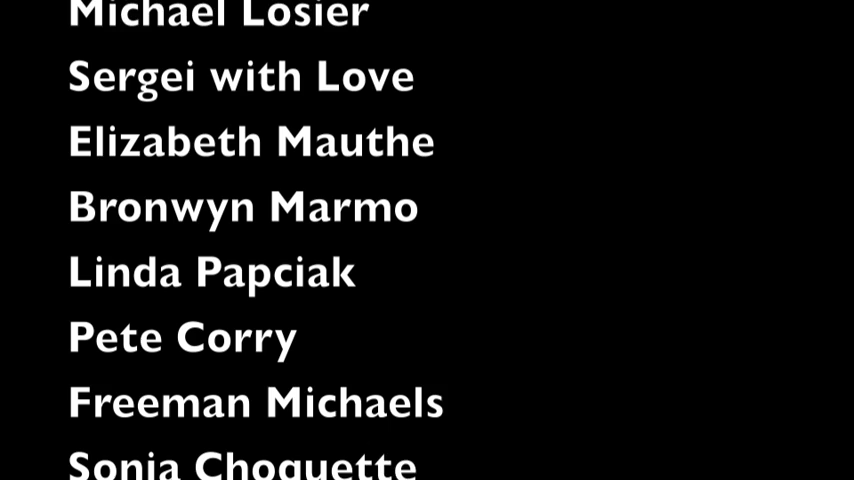 Michael Losier
Sergei with Love
Elizabeth Mauthe
Bronwyn Marmo
Linda Papciak
Pete Corry
Freeman Michaels
Sonia Choquette